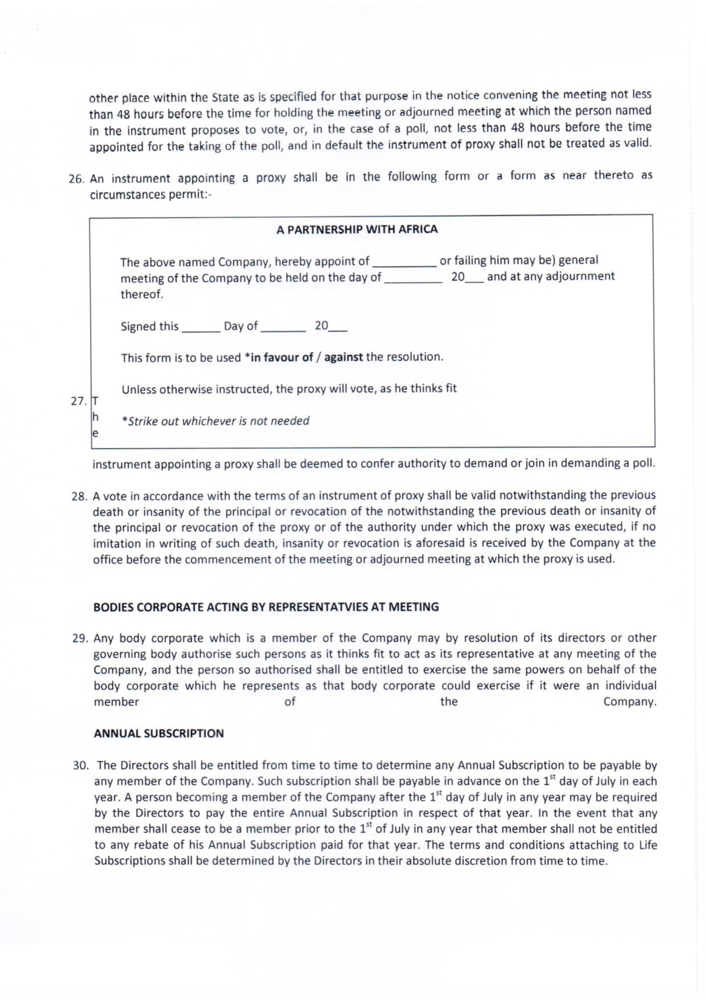 other place within the State as is specified for that purpose in the notice convening the meeting not less
than 48 hours before the time for holding the meeting or adjourned meeting at which the person named
in the instrument proposes to vote, or, in the case of a poll, not less than 48 hours before the time
appointed for the taking of the poll, and in default the instrument of proxy shall not be treated as valid.
26. An instrument appointing a proxy shall be in the following form or a form as near thereto as
circumstances permit:-
A PARTNERSHIP WITH AFRICA
The above named Company, hereby appoint of __________ or failing him may be) general
meeting of the Company to be held on the day of _________ 20___ and at any adjournment
thereof.
Signed this ______ Day of _______ 20___
This form is to be used *in favour of / against the resolution.
Unless otherwise instructed, the proxy will vote, as he thinks fit
*Strike out whichever is not needed
27. T
h
e
instrument appointing a proxy shall be deemed to confer authority to demand or join in demanding a poll.
28. A vote in accordance with the terms of an instrument of proxy shall be valid notwithstanding the previous
death or insanity of the principal or revocation of the notwithstanding the previous death or insanity of
the principal or revocation of the proxy or of the authority under which the proxy was executed, if no
imitation in writing of such death, insanity or revocation is aforesaid is received by the Company at the
office before the commencement of the meeting or adjourned meeting at which the proxy is used.
BODIES CORPORATE ACTING BY REPRESENTATVIES AT MEETING
29. Any body corporate which is a member of the Company may by resolution of its directors or other
governing body authorise such persons as it thinks fit to act as its representative at any meeting of the
Company, and the person so authorised shall be entitled to exercise the same powers on behalf of the
body corporate which he represents as that body corporate could exercise if it were an individual
member of the Company.
ANNUAL SUBSCRIPTION
30. The Directors shall be entitled from time to time to determine any Annual Subscription to be payable by
any member of the Company. Such subscription shall be payable in advance on the 1st day of July in each
year. A person becoming a member of the Company after the 1st day of July in any year may be required
by the Directors to pay the entire Annual Subscription in respect of that year. In the event that any
member shall cease to be a member prior to the 1st of July in any year that member shall not be entitled
to any rebate of his Annual Subscription paid for that year. The terms and conditions attaching to Life
Subscriptions shall be determined by the Directors in their absolute discretion from time to time.